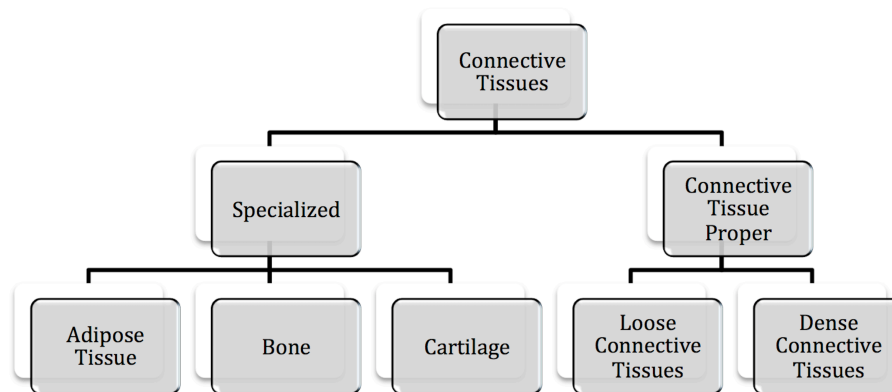 Connective
Tissues
Specialized
Connective
Tissue
Proper
Adipose
Tissue
Bone
Cartilage
Loose
Connective
Tissues
Dense
Connective
Tissues